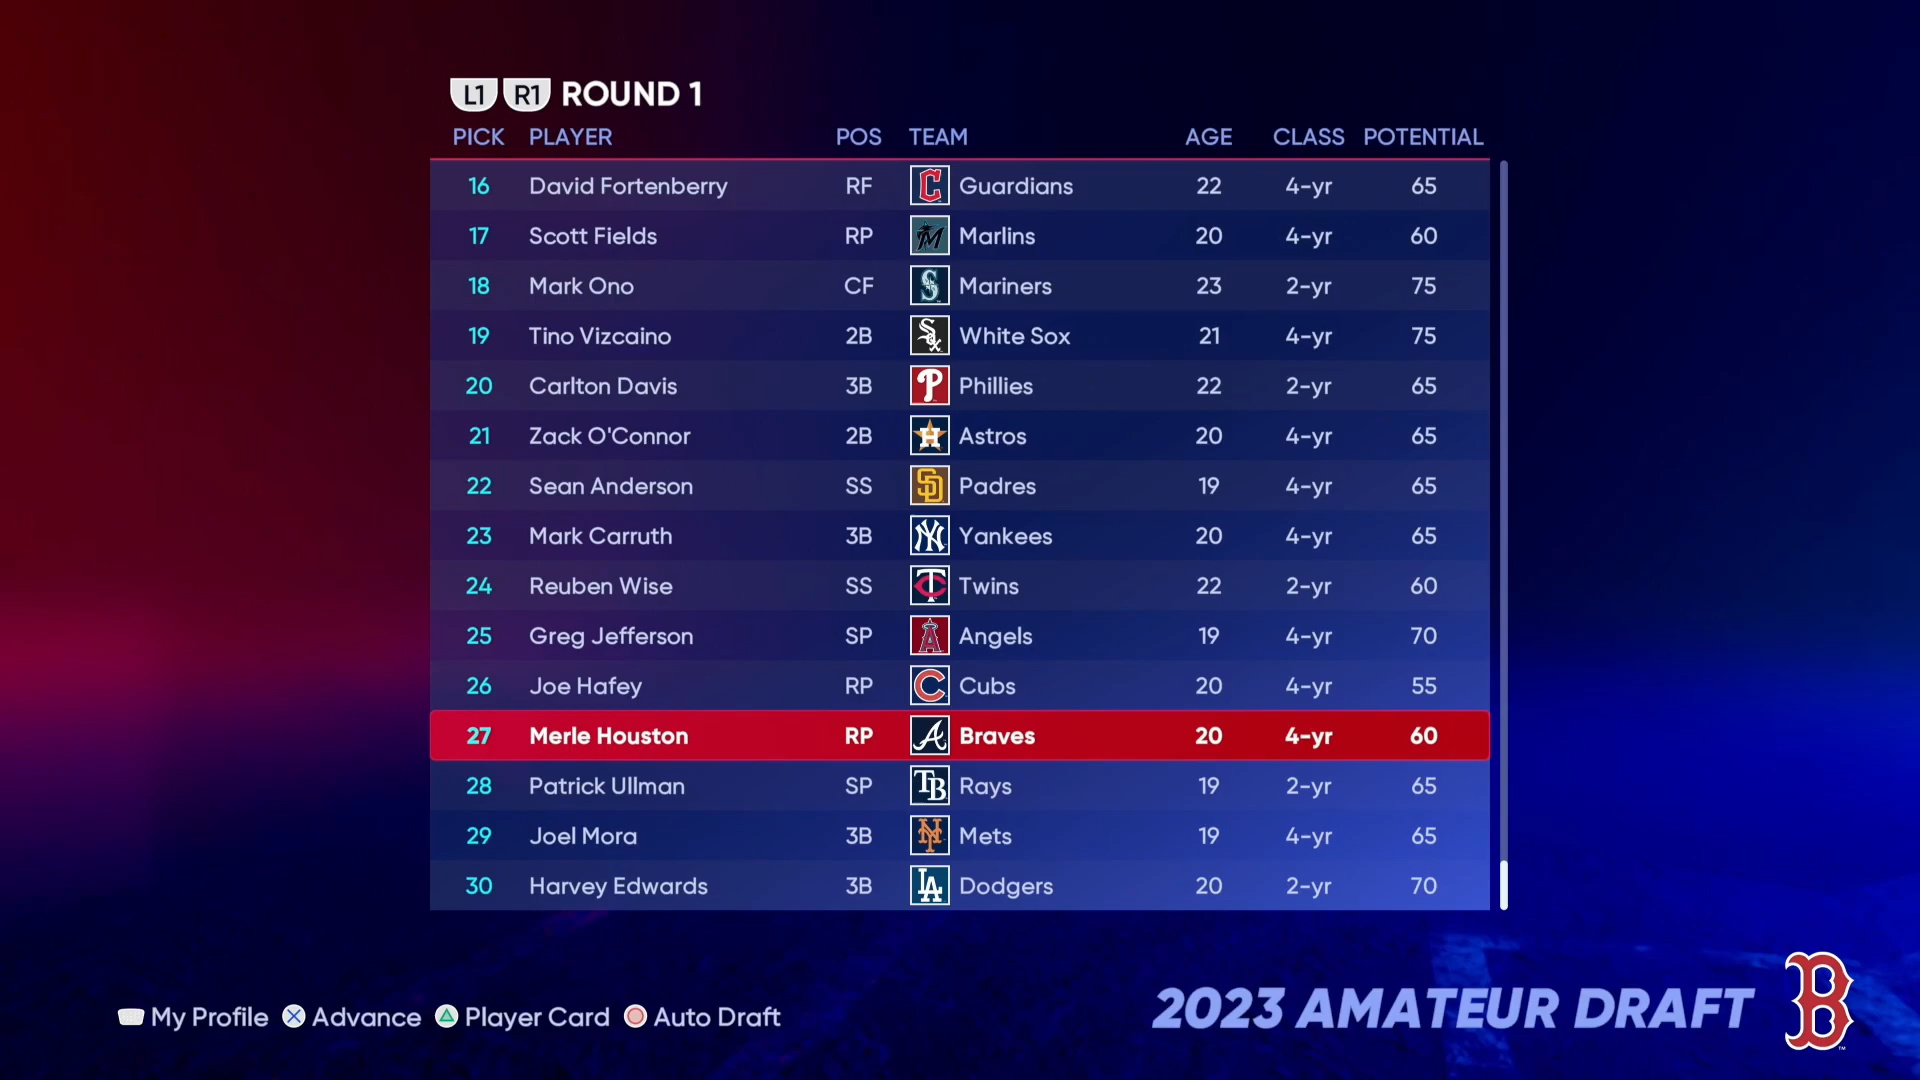 L1 R1 ROUND 1
PICK PLAYER POS TEAM AGE CLASS POTENTIAL
16 David Fortenberry RF C Guardians 22 4-yr 65
17 Scott Fields RP M Marlins 20 4-yr 60
18 Mark Ono CF S Mariners 23 2-yr 75
19 Tino Vizcaino 2B Sox White Sox 21 4-yr 75
20 Carlton Davis 3B P Phillies 22 2-yr 65
21 Zack O'Connor 2B H Astros 20 4-yr 65
22 Sean Anderson SS SD Padres 19 4-yr 65
23 Mark Carruth 3B NY Yankees 20 4-yr 65
24 Reuben Wise SS TC Twins 22 2-yr 60
25 Greg Jefferson SP A Angels 19 4-yr 70
26 Joe Hafey RP C Cubs 20 4-yr 55
27 Merle Houston RP A Braves 20 4-yr 60
28 Patrick Ullman SP TB Rays 19 2-yr 65
29 Joel Mora 3B NY Mets 19 4-yr 65
30 Harvey Edwards 3B LA Dodgers 20 2-yr 70
My Profile Advance Player Card Auto Draft
2023 AMATEUR DRAFT B